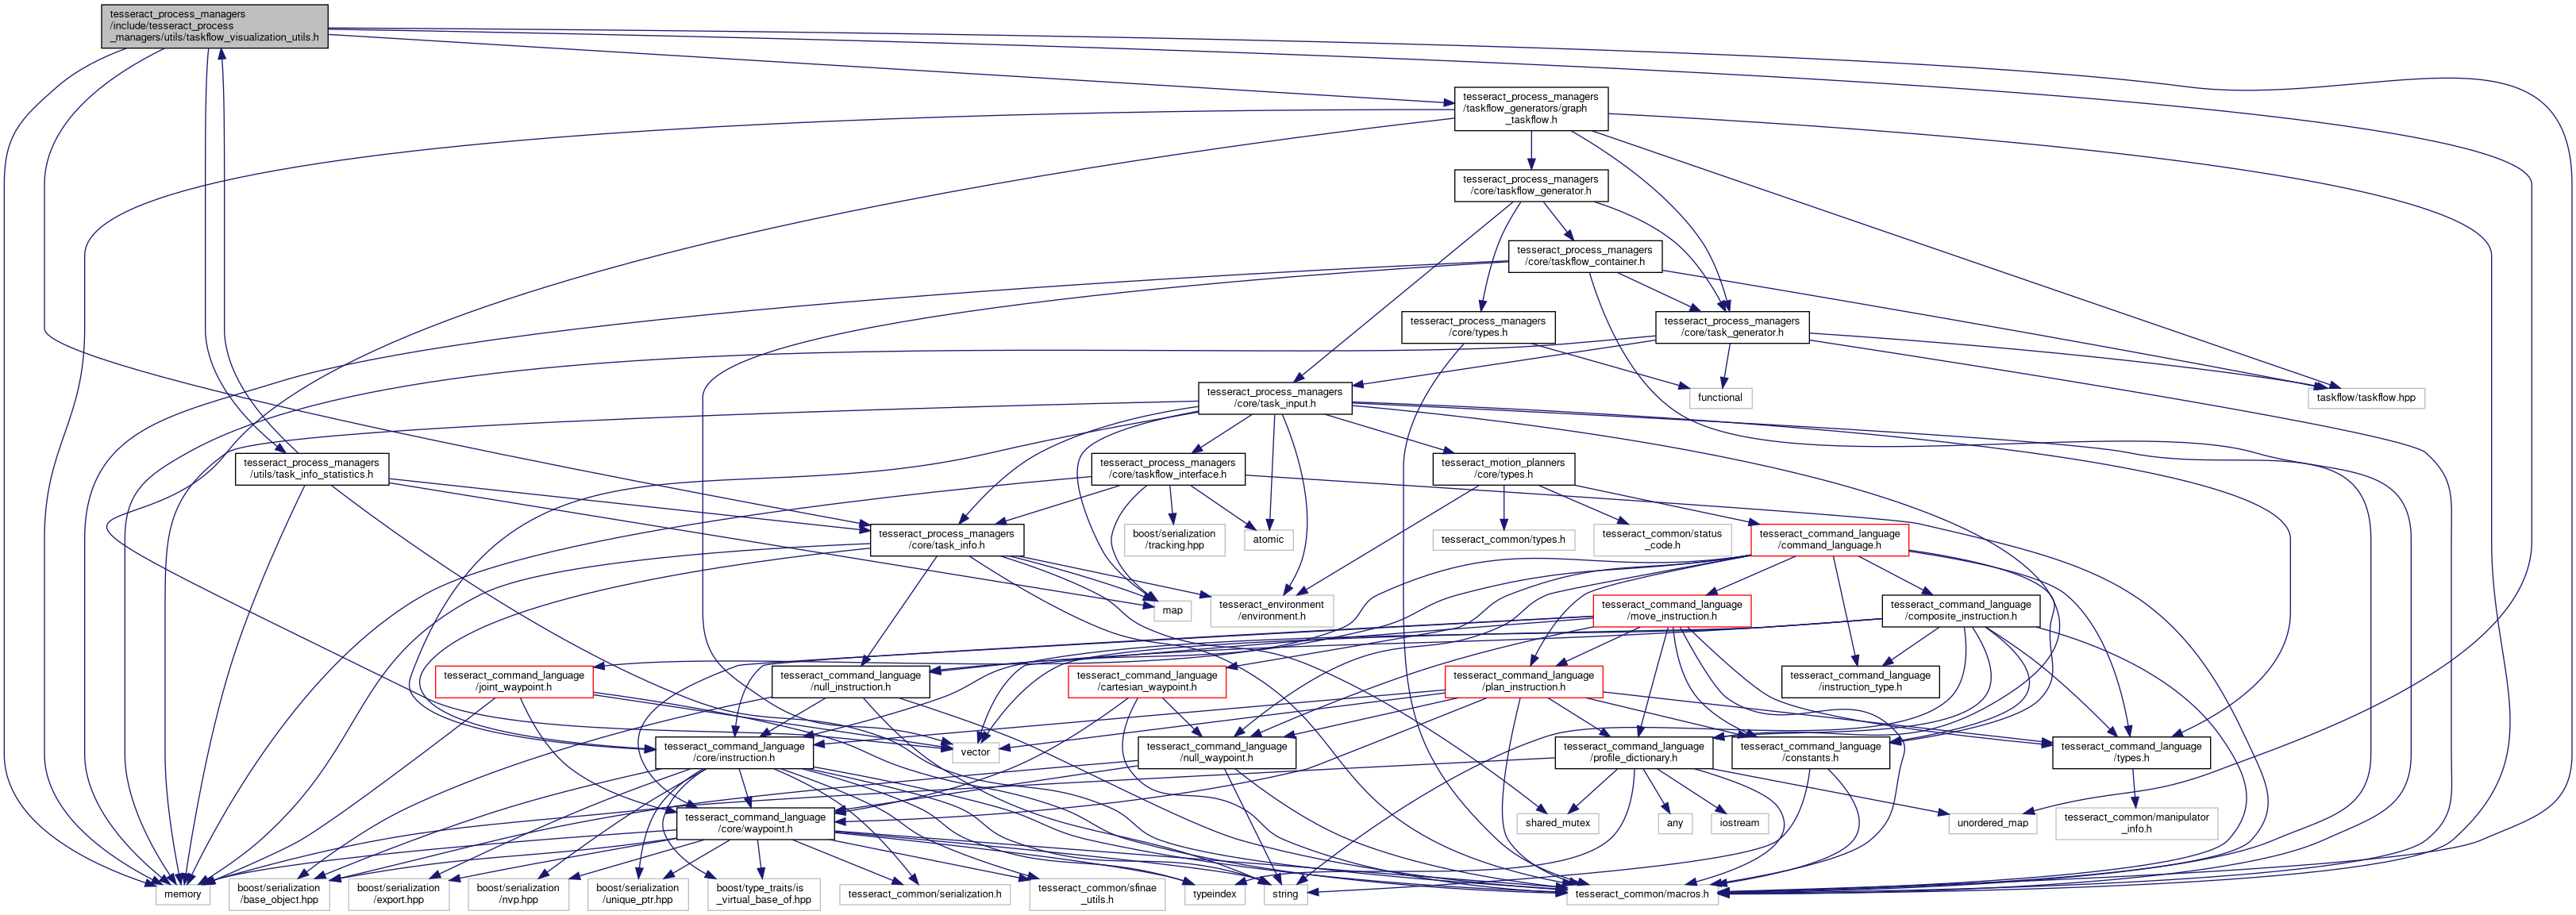 tesseract_process_managers
/include/tesseract_process
_managers/utils/taskflow_visualization_utils.h
tesseract_process_managers
/taskflow_generators/graph
_taskflow.h
tesseract_process_managers
/core/taskflow_generator.h
tesseract_process_managers
/core/taskflow_container.h
tesseract_process_managers
/core/types.h
tesseract_process_managers
/core/task_generator.h
tesseract_process_managers
/core/task_input.h
functional
taskflow/taskflow.hpp
tesseract_process_managers
/utils/task_info_statistics.h
tesseract_process_managers
/core/taskflow_interface.h
tesseract_motion_planners
/core/types.h
tesseract_process_managers
/core/task_info.h
boost/serialization
/tracking.hpp
atomic
tesseract_common/types.h
tesseract_common/status
_code.h
tesseract_command_language
/command_language.h
map
tesseract_environment
/environment.h
tesseract_command_language
/move_instruction.h
tesseract_command_language
/composite_instruction.h
tesseract_command_language
/joint_waypoint.h
tesseract_command_language
/null_instruction.h
tesseract_command_language
/cartesian_waypoint.h
tesseract_command_language
/plan_instruction.h
tesseract_command_language
/instruction_type.h
tesseract_command_language
/core/instruction.h
vector
tesseract_command_language
/null_waypoint.h
tesseract_command_language
/profile_dictionary.h
tesseract_command_language
/constants.h
tesseract_command_language
/types.h
tesseract_command_language
/core/waypoint.h
shared_mutex
any
iostream
unordered_map
tesseract_common/manipulator
_info.h
memory
boost/serialization
/base_object.hpp
boost/serialization
/export.hpp
boost/serialization
/nvp.hpp
boost/serialization
/unique_ptr.hpp
boost/type_traits/is
_virtual_base_of.hpp
tesseract_common/serialization.h
tesseract_common/sfinae
_utils.h
typeindex
string
tesseract_common/macros.h